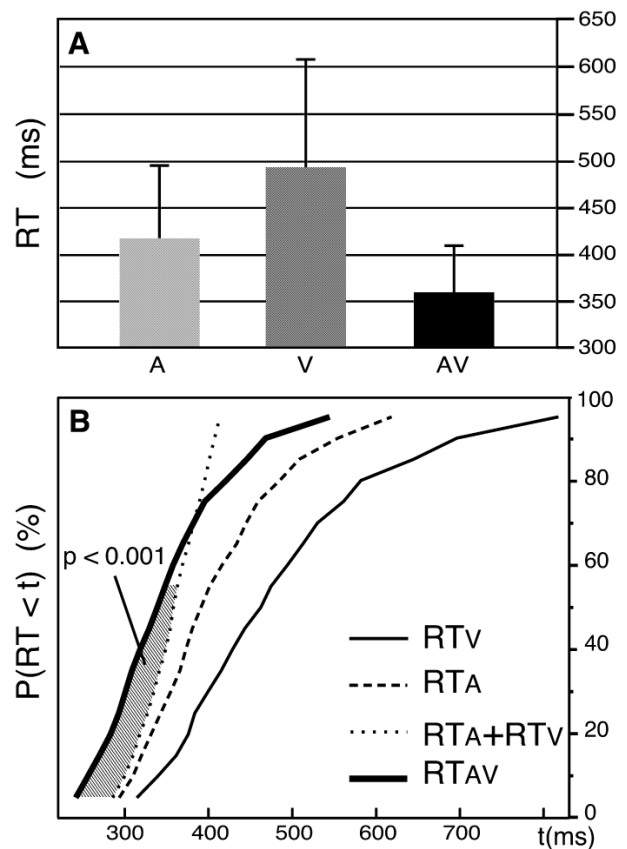 A
650
600
550
500
450
400
350
300
RT (ms)
A V AV
B
100
80
60
40
20
0
P(RT < t) (%)
p < 0.001
RTV
RTA
RTA+RTV
RTAV
300 400 500 600 700 t(ms)